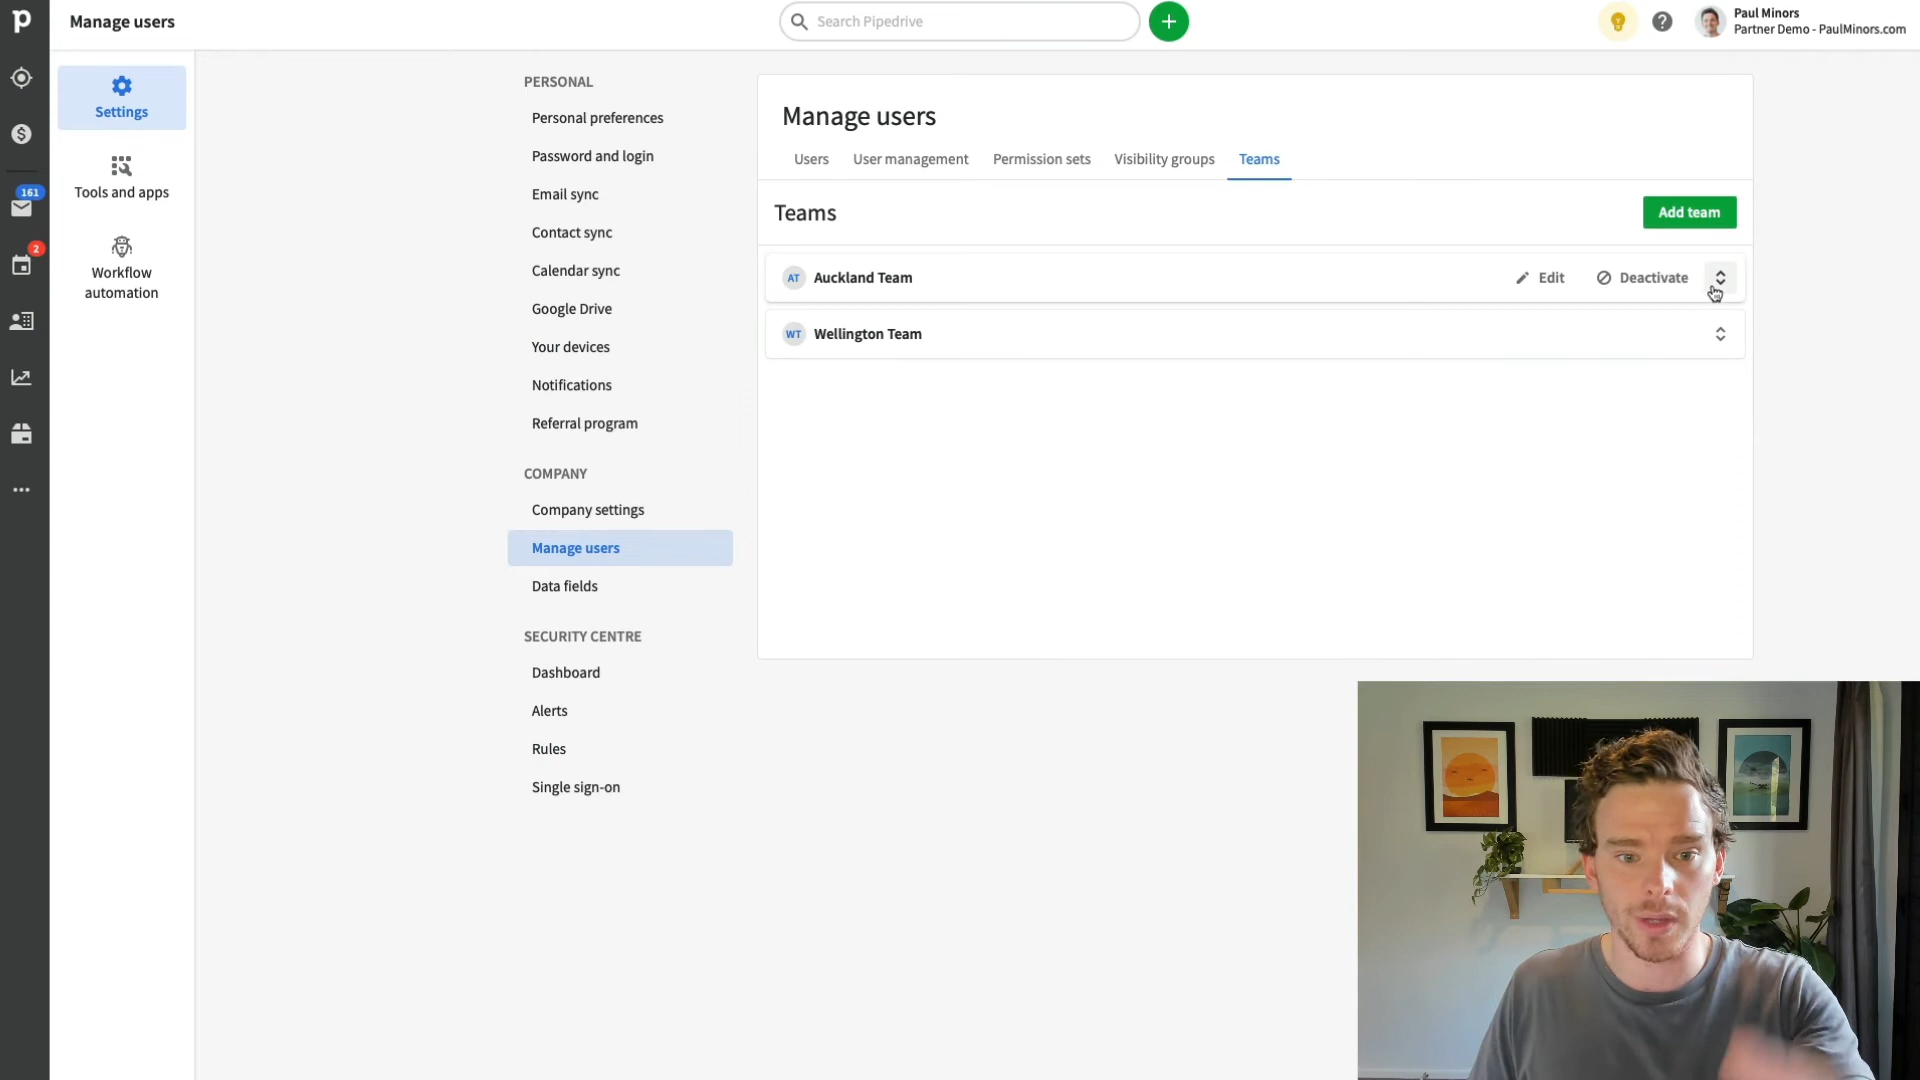 Manage users
Search Pipedrive
Paul Minors
Partner Demo - PaulMinors.com
161
2
Settings
Tools and apps
Workflow
automation
PERSONAL
Personal preferences
Password and login
Email sync
Contact sync
Calendar sync
Google Drive
Your devices
Notifications
Referral program
COMPANY
Company settings
Manage users
Data fields
SECURITY CENTRE
Dashboard
Alerts
Rules
Single sign-on
Manage users
Users User management Permission sets Visibility groups Teams
Teams
Add team
AT Auckland Team Edit Deactivate
WT Wellington Team